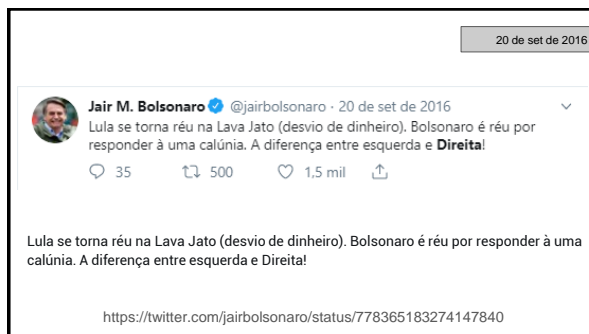 20 de set de 2016
Jair M. Bolsonaro @jairbolsonaro · 20 de set de 2016
Lula se torna réu na Lava Jato (desvio de dinheiro). Bolsonaro é réu por
responder à uma calúnia. A diferença entre esquerda e Direita!
35 500 1,5 mil
Lula se torna réu na Lava Jato (desvio de dinheiro). Bolsonaro é réu por responder à uma
calúnia. A diferença entre esquerda e Direita!
https://twitter.com/jairbolsonaro/status/778365183274147840